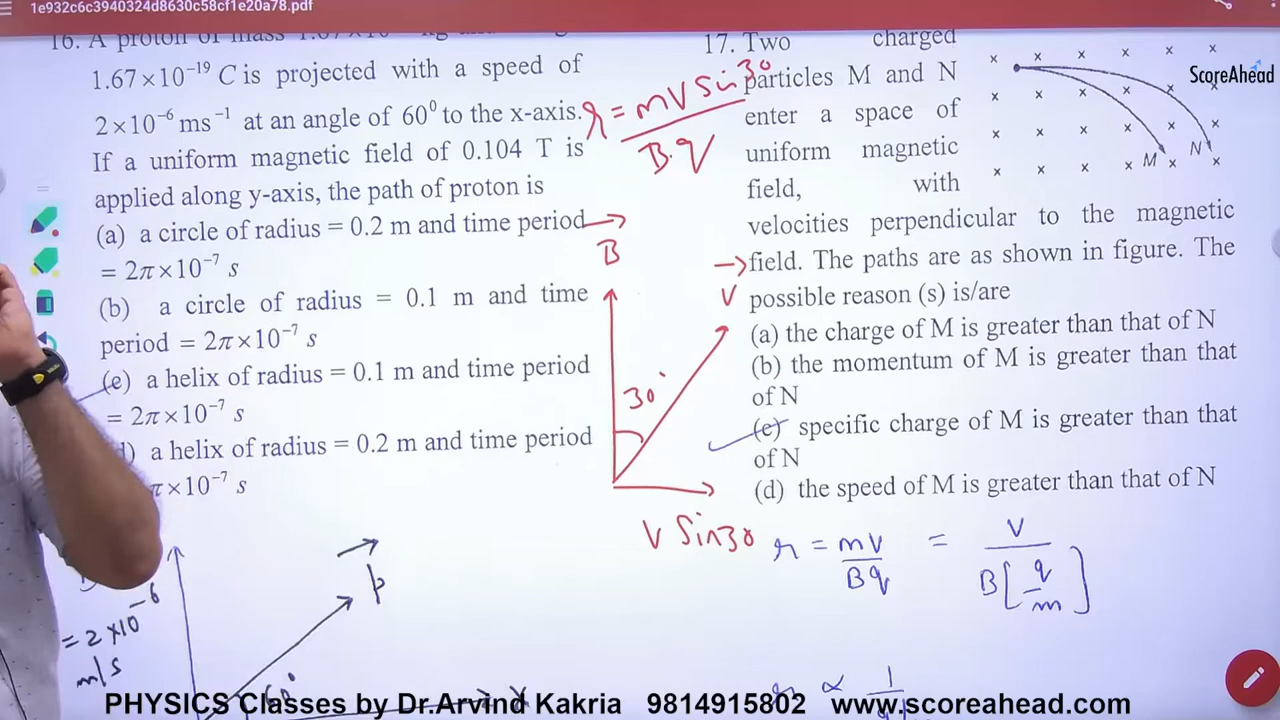 1e932c6c3940324d8630c58cf1e20a78.pdf
16. A proton of mass
1.67×10⁻¹⁹ C is projected with a speed of
2×10⁻⁶ ms⁻¹ at an angle of 60⁰ to the x-axis.
If a uniform magnetic field of 0.104 T is
applied along y-axis, the path of proton is
(a) a circle of radius = 0.2 m and time period
= 2π×10⁻⁷ s
(b) a circle of radius = 0.1 m and time
period = 2π×10⁻⁷ s
(e) a helix of radius = 0.1 m and time period
= 2π×10⁻⁷ s
) a helix of radius = 0.2 m and time period
π×10⁻⁷ s
= 2×10⁻⁶
m/s
60°
p
X
r = mV Sin30 / B.q
B
V
30°
V Sin30
17. Two charged
particles M and N
enter a space of
uniform magnetic
field, with
velocities perpendicular to the magnetic
field. The paths are as shown in figure. The
possible reason (s) is/are
(a) the charge of M is greater than that of N
(b) the momentum of M is greater than that
of N
(c) specific charge of M is greater than that
of N
(d) the speed of M is greater than that of N
M
N
ScoreAhead
r = mv / Bq = v / B[q/m]
∝ 1
PHYSICS Classes by Dr.Arvind Kakria 9814915802 www.scoreahead.com